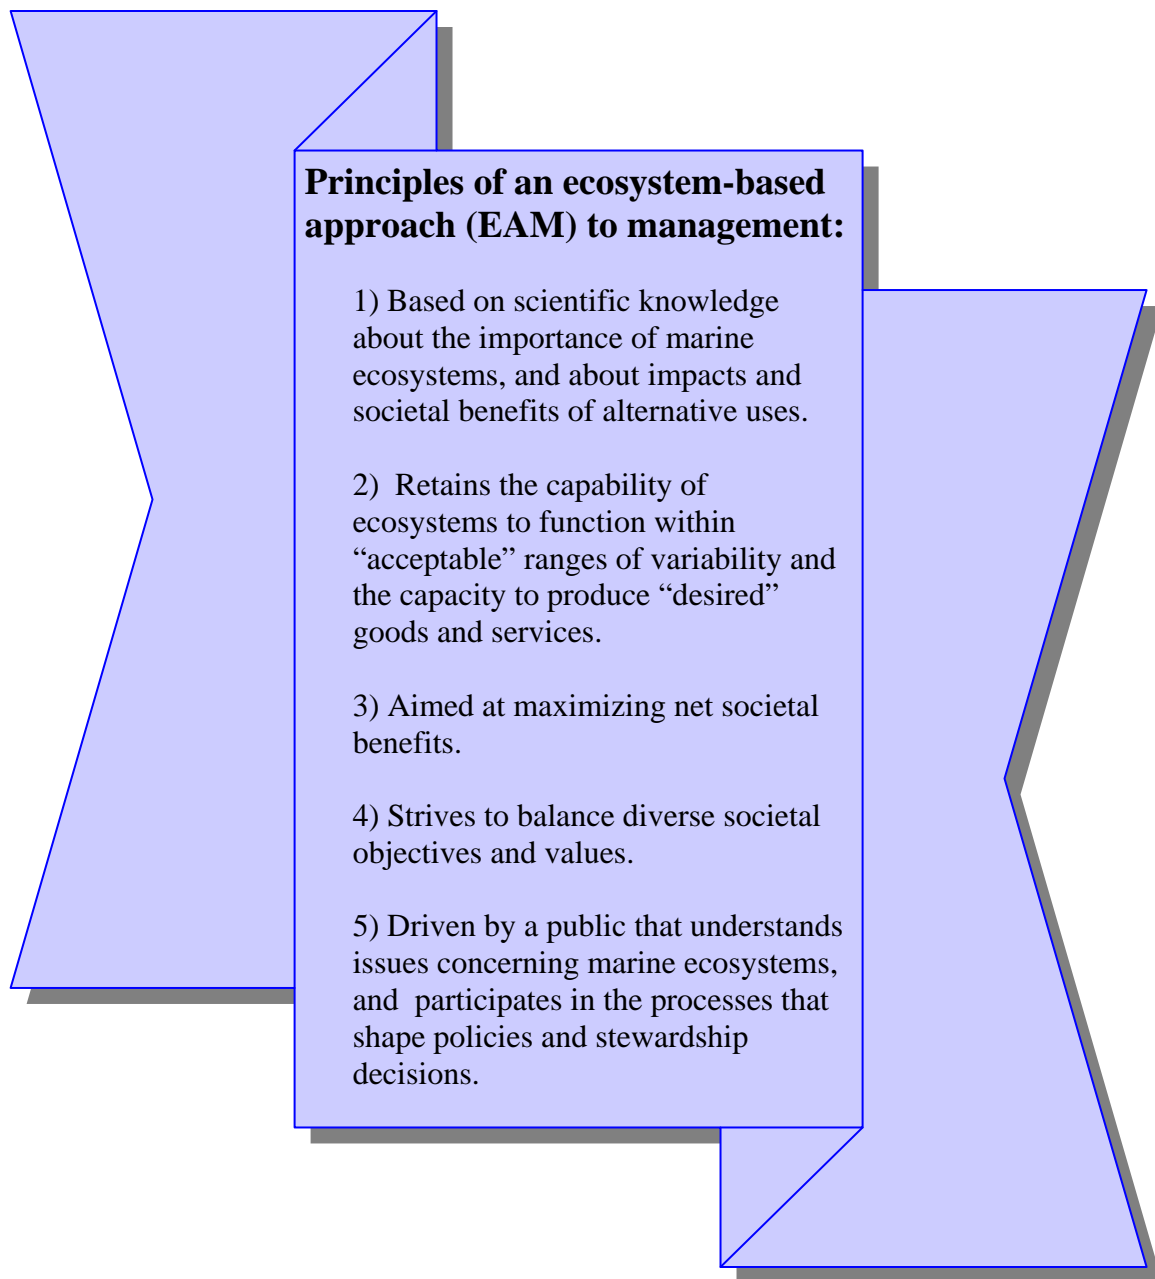 Principles of an ecosystem-based
approach (EAM) to management:
1) Based on scientific knowledge
about the importance of marine
ecosystems, and about impacts and
societal benefits of alternative uses.
2)  Retains the capability of
ecosystems to function within
“acceptable” ranges of variability and
the capacity to produce “desired”
goods and services.
3) Aimed at maximizing net societal
benefits.
4) Strives to balance diverse societal
objectives and values.
5) Driven by a public that understands
issues concerning marine ecosystems,
and  participates in the processes that
shape policies and stewardship
decisions.